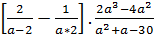 [2/(a−2) − 1/(a*2)] · (2a³−4a²)/(a²+a−30)